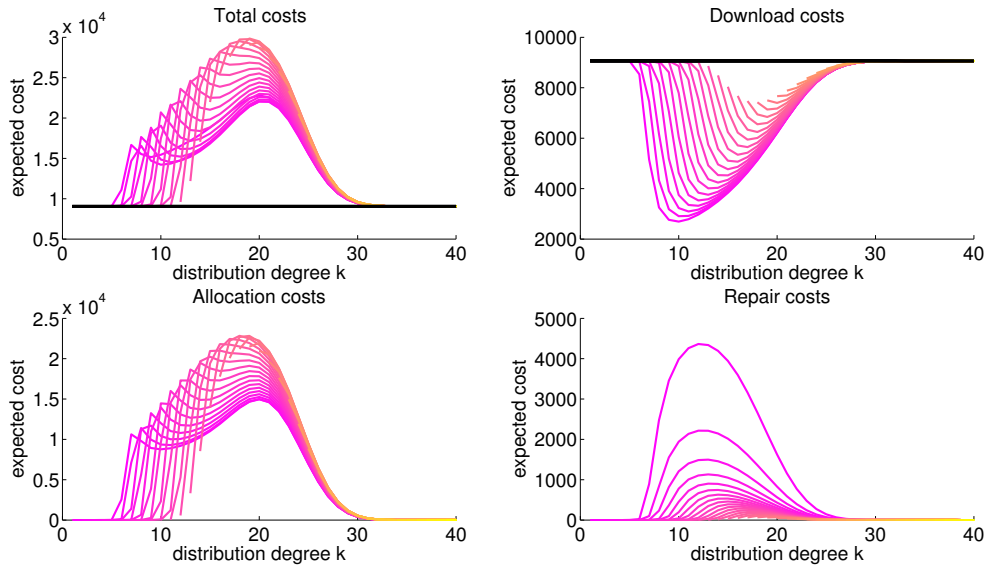 Total costs
x 10^4
3
2.5
2
1.5
1
0.5
0 10 20 30 40
expected cost
distribution degree k
Download costs
10000
8000
6000
4000
2000
0 10 20 30 40
expected cost
distribution degree k
Allocation costs
x 10^4
2.5
2
1.5
1
0.5
0
0 10 20 30 40
expected cost
distribution degree k
Repair costs
5000
4000
3000
2000
1000
0
0 10 20 30 40
expected cost
distribution degree k